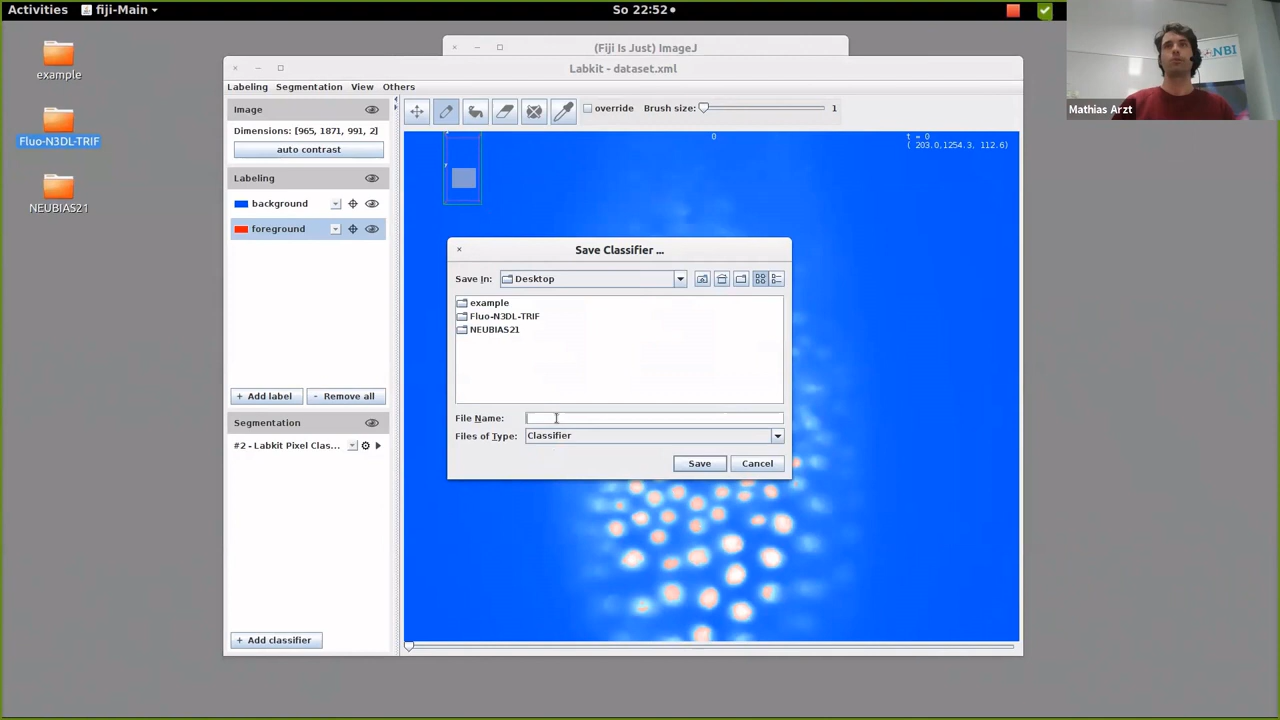 Activities fiji-Main So 22:52
NBI
Mathias Arzt
example
Fluo-N3DL-TRIF
NEUBIAS21
(Fiji Is Just) ImageJ
Labkit - dataset.xml
Labeling Segmentation View Others
Image
Dimensions: [965, 1871, 991, 2]
auto contrast
Labeling
background
foreground
+ Add label - Remove all
Segmentation
#2 - Labkit Pixel Clas...
+ Add classifier
override Brush size: 1
0
t = 0
( 203.0,1254.3, 112.6)
y
Save Classifier ...
Save In: Desktop
example
Fluo-N3DL-TRIF
NEUBIAS21
File Name:
Files of Type: Classifier
Save Cancel